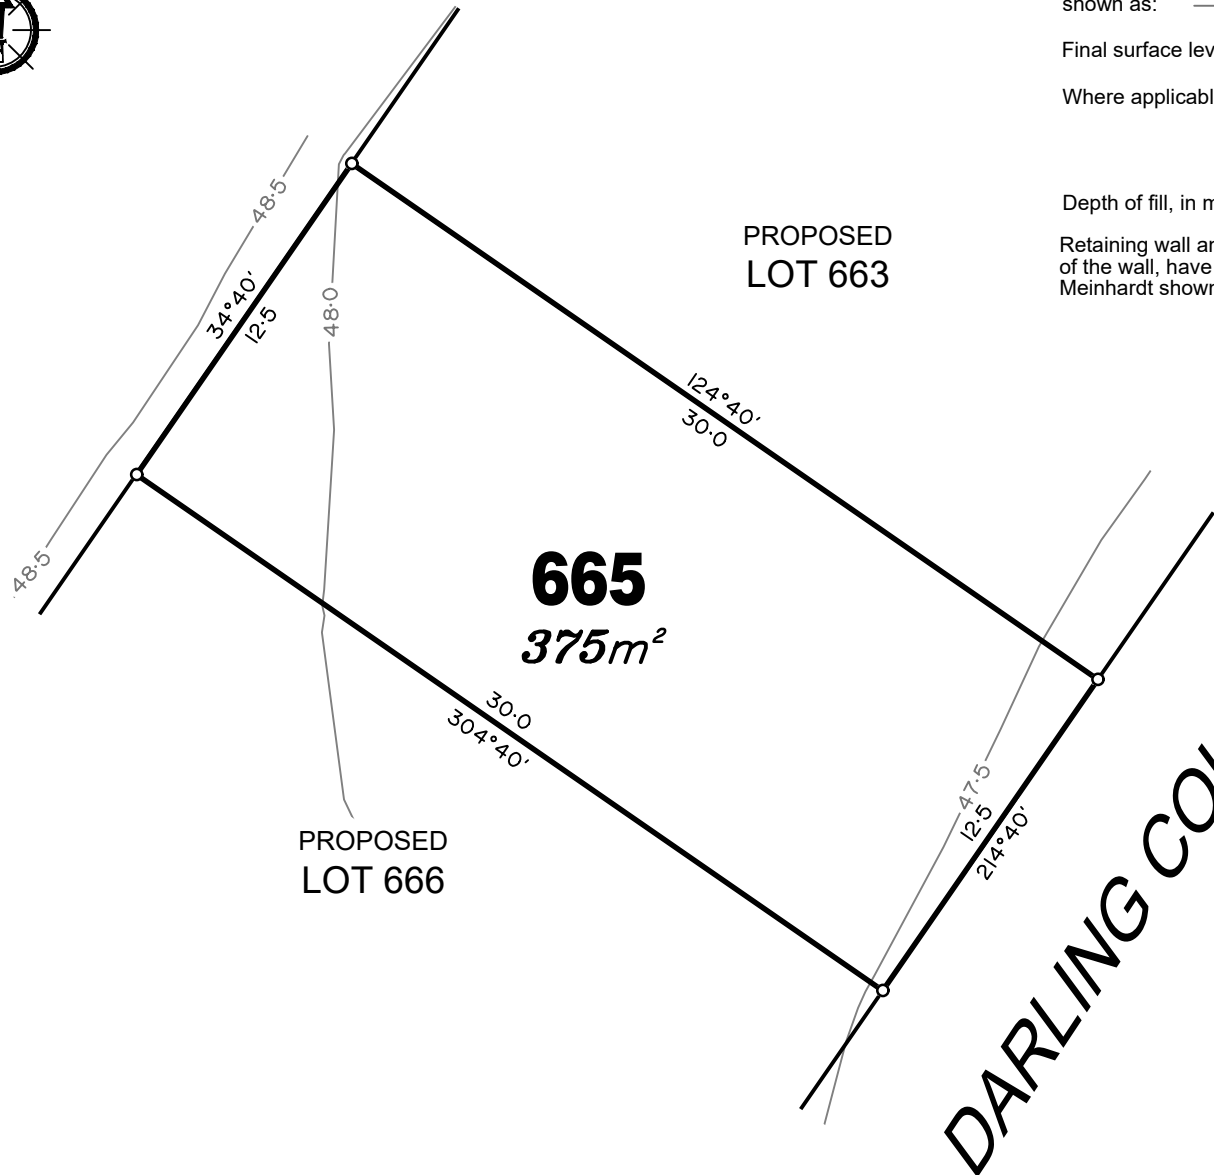 shown as:
Final surface lev
Where applicabl
Depth of fill, in m
Retaining wall ar
of the wall, have
Meinhardt shown
48·5
34°40′
12·5
48·0
PROPOSED
LOT 663
124°40′
30·0
48·5
665
375m²
30·0
304°40′
47·5
12·5
214°40′
PROPOSED
LOT 666
DARLING COU